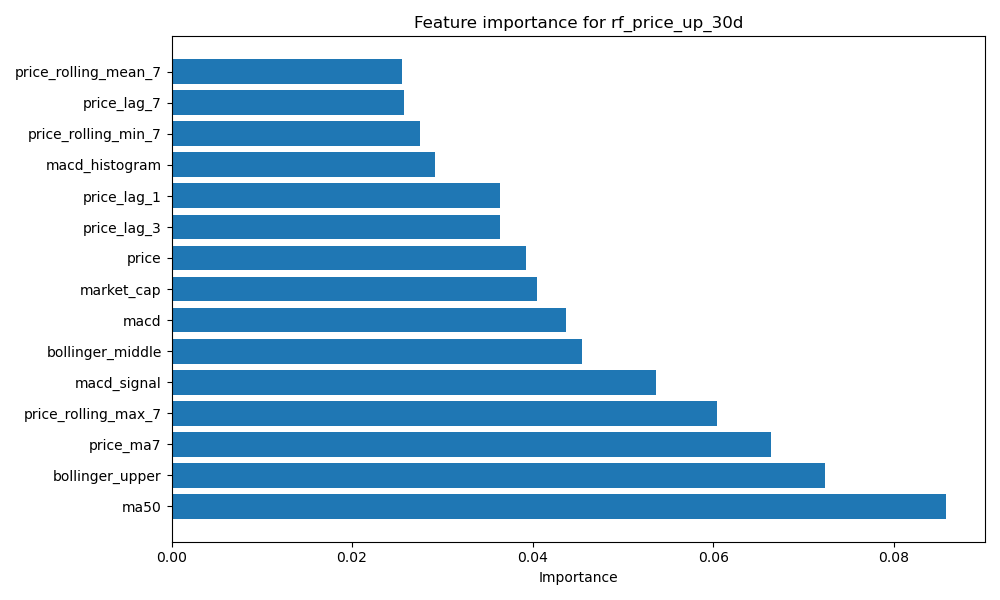 Feature importance for rf_price_up_30d
price_rolling_mean_7
price_lag_7
price_rolling_min_7
macd_histogram
price_lag_1
price_lag_3
price
market_cap
macd
bollinger_middle
macd_signal
price_rolling_max_7
price_ma7
bollinger_upper
ma50
0.00 0.02 0.04 0.06 0.08
Importance